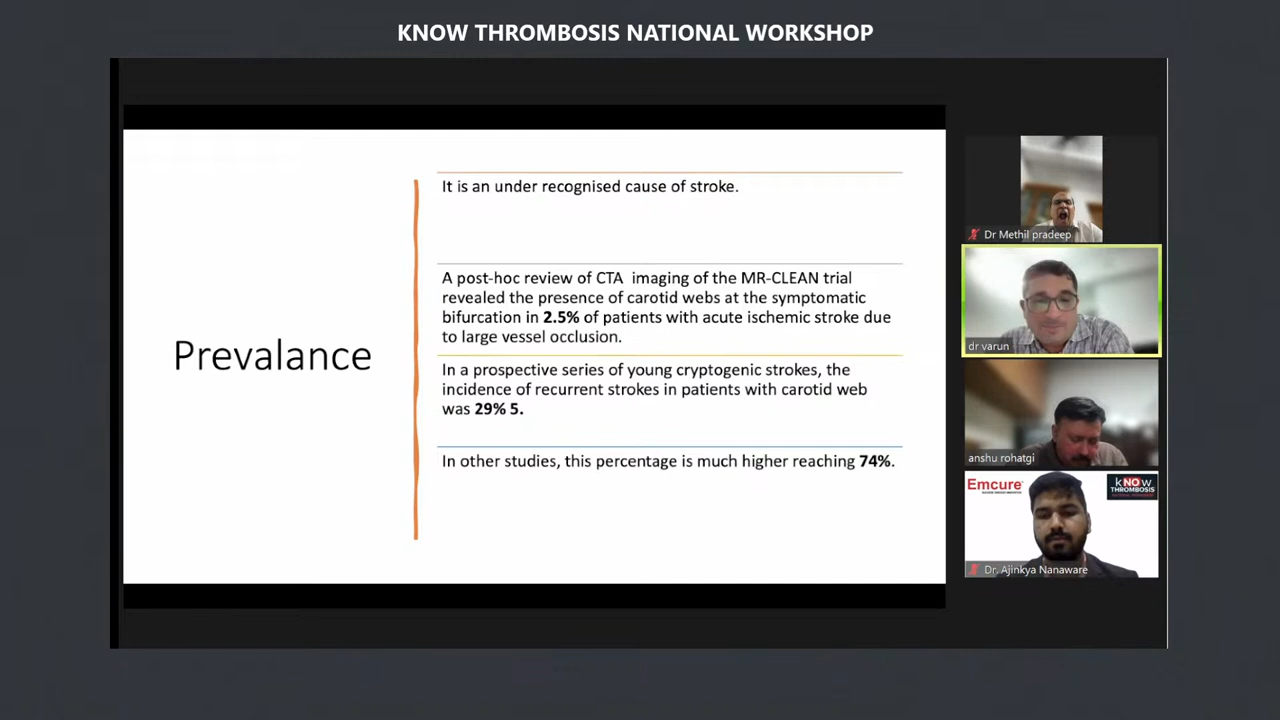 KNOW THROMBOSIS NATIONAL WORKSHOP
Prevalance
It is an under recognised cause of stroke.
A post-hoc review of CTA imaging of the MR-CLEAN trial
revealed the presence of carotid webs at the symptomatic
bifurcation in 2.5% of patients with acute ischemic stroke due
to large vessel occlusion.
In a prospective series of young cryptogenic strokes, the
incidence of recurrent strokes in patients with carotid web
was 29% 5.
In other studies, this percentage is much higher reaching 74%.
Dr Methil pradeep
dr varun
anshu rohatgi
Emcure
kNOw
THROMBOSIS
Dr. Ajinkya Nanaware